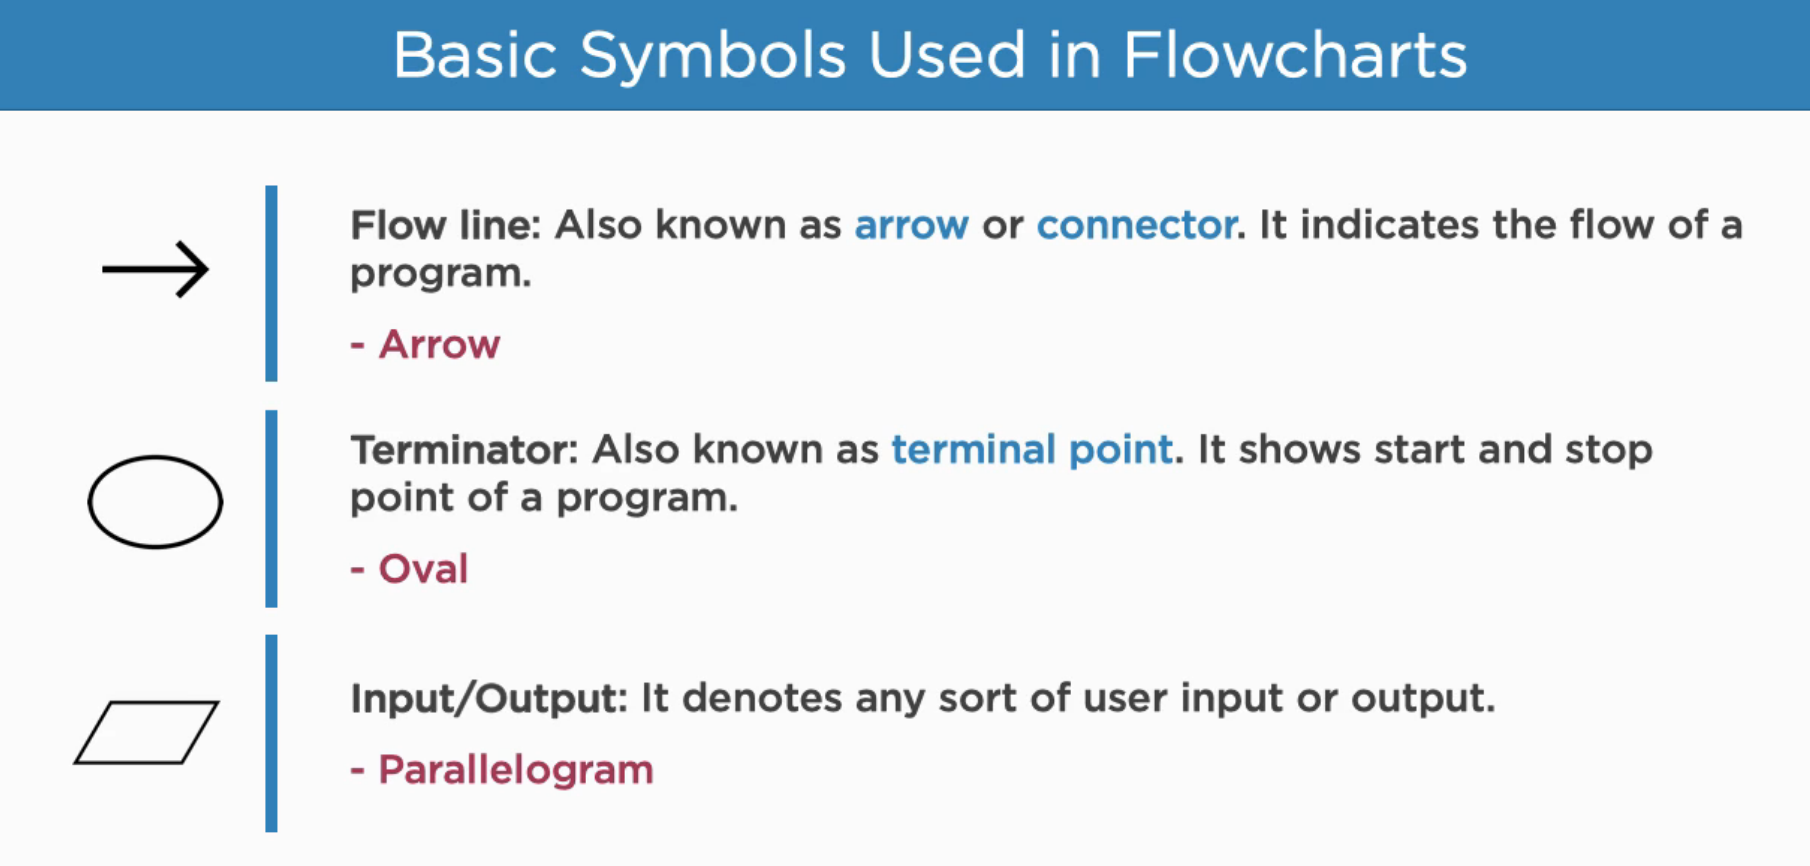 Basic Symbols Used in Flowcharts
Flow line: Also known as arrow or connector. It indicates the flow of a
program.
- Arrow
Terminator: Also known as terminal point. It shows start and stop
point of a program.
- Oval
Input/Output: It denotes any sort of user input or output.
- Parallelogram